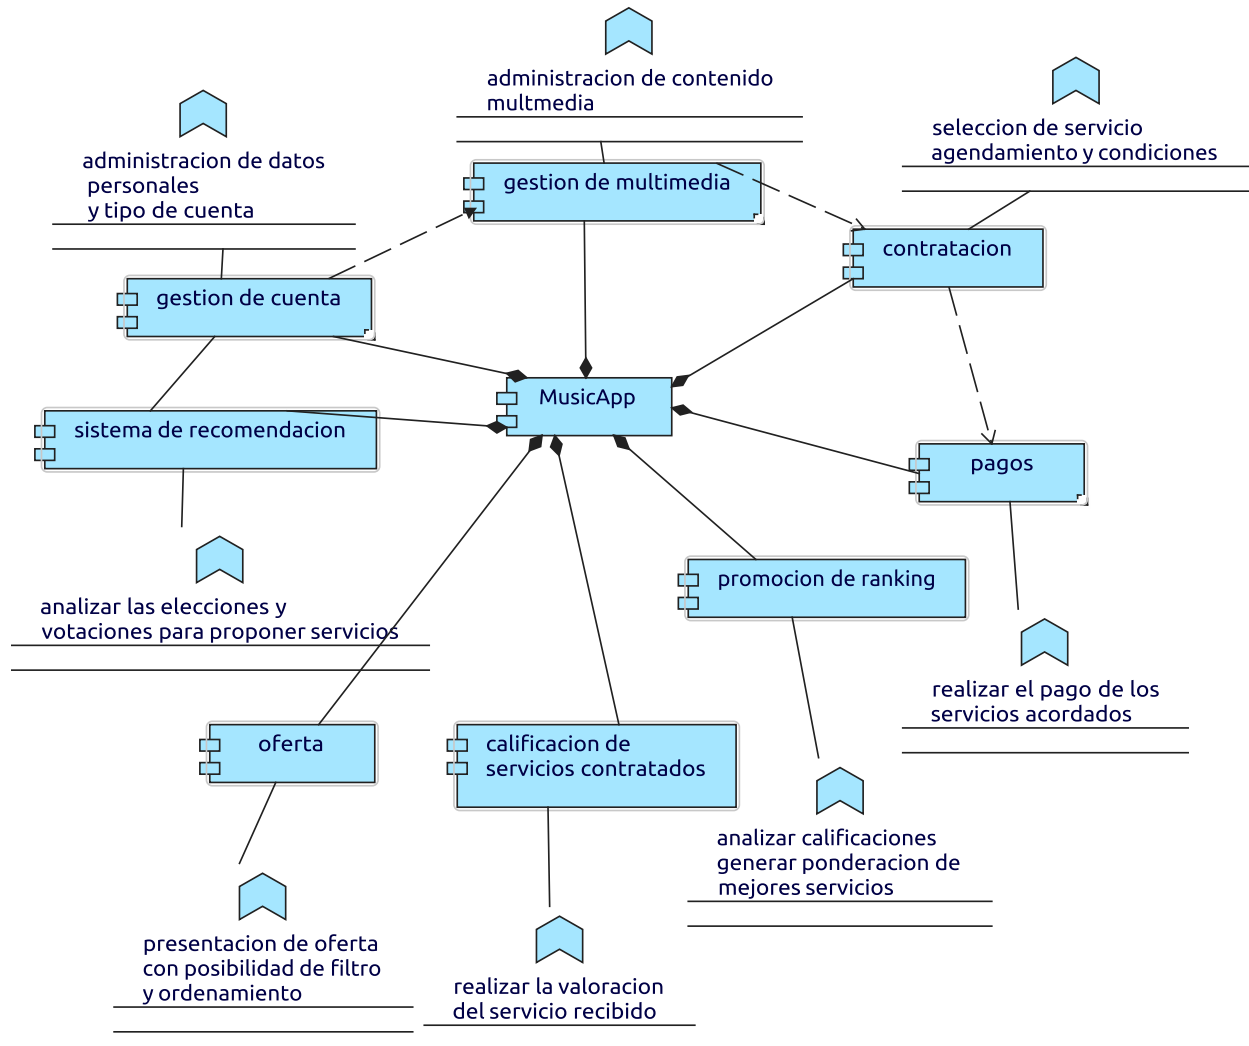 administracion de contenido
multmedia
seleccion de servicio
agendamiento y condiciones
administracion de datos
personales
y tipo de cuenta
gestion de multimedia
contratacion
gestion de cuenta
MusicApp
sistema de recomendacion
pagos
promocion de ranking
analizar las elecciones y
votaciones para proponer servicios
realizar el pago de los
servicios acordados
oferta
calificacion de
servicios contratados
analizar calificaciones
generar ponderacion de
mejores servicios
presentacion de oferta
con posibilidad de filtro
y ordenamiento
realizar la valoracion
del servicio recibido